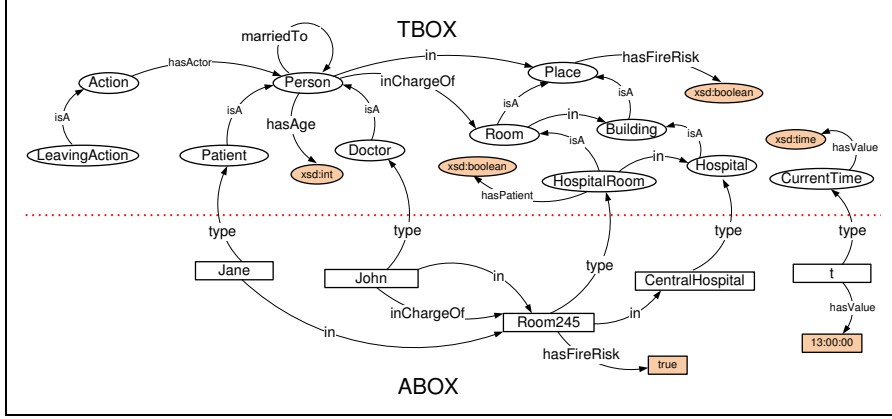 TBOX
marriedTo
hasActor
in
hasFireRisk
Action
Person
Place
inChargeOf
xsd:boolean
isA
isA
hasAge
isA
isA
in
isA
Room
Building
xsd:time
hasValue
LeavingAction
Patient
xsd:int
Doctor
isA
in
isA
xsd:boolean
Hospital
hasPatient
HospitalRoom
CurrentTime
type
type
type
type
type
Jane
John
in
CentralHospital
t
inChargeOf
in
hasValue
in
Room245
hasFireRisk
13:00:00
true
ABOX